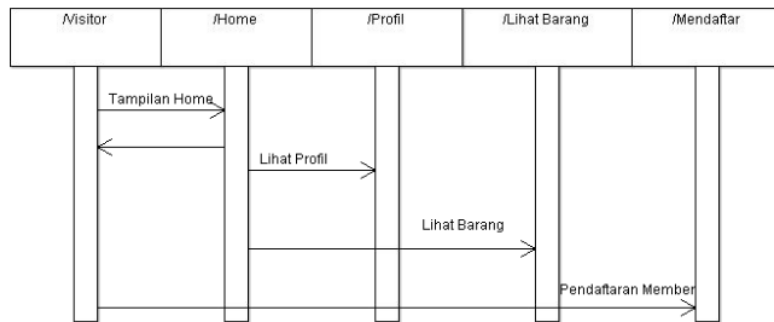 /Visitor
/Home
/Profil
/Lihat Barang
/Mendaftar
Tampilan Home
Lihat Profil
Lihat Barang
Pendaftaran Member